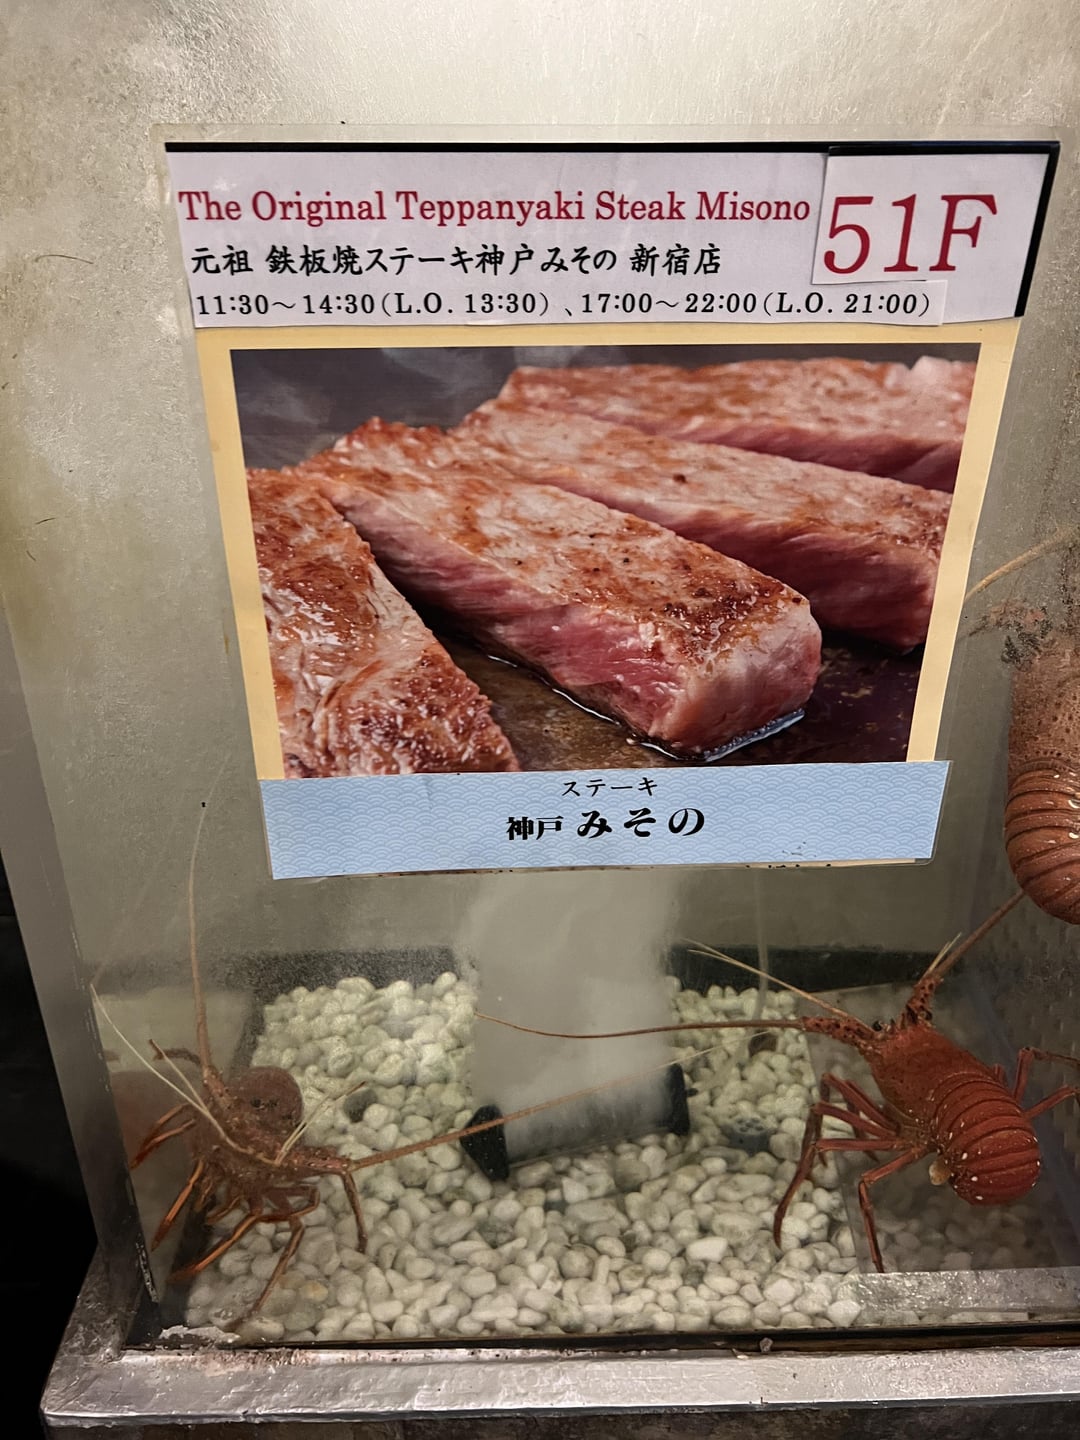 The Original Teppanyaki Steak Misono 51F
元祖 鉄板焼ステーキ神戸みその 新宿店
11:30～14:30(L.O. 13:30) 、17:00～22:00(L.O. 21:00)
ステーキ
神戸 みその